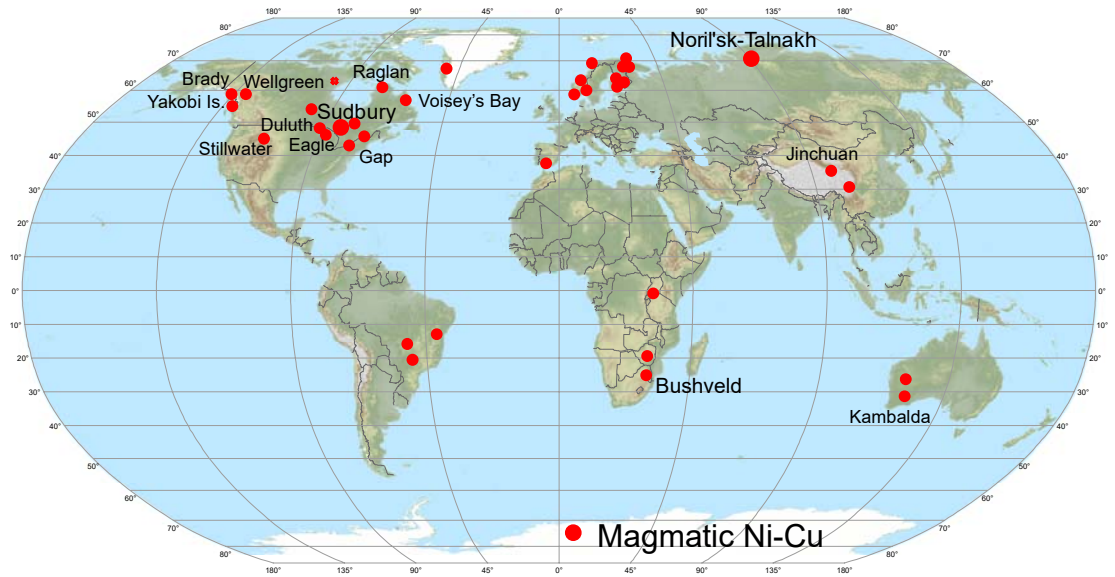 180° 135° 90° 45° 0° 45° 90° 135° 180°
80° 80°
70° 70°
60° 60°
50° 50°
40° 40°
30° 30°
20° 20°
10° 10°
0° 0°
10° 10°
20° 20°
30° 30°
40° 40°
50° 50°
60° 60°
70° 70°
80° 80°
180° 135° 90° 45° 0° 45° 90° 135° 180°
Noril'sk-Talnakh
Brady
Wellgreen
Raglan
Yakobi Is.
Voisey's Bay
Sudbury
Duluth
Stillwater
Eagle
Gap
Jinchuan
Bushveld
Kambalda
Magmatic Ni-Cu